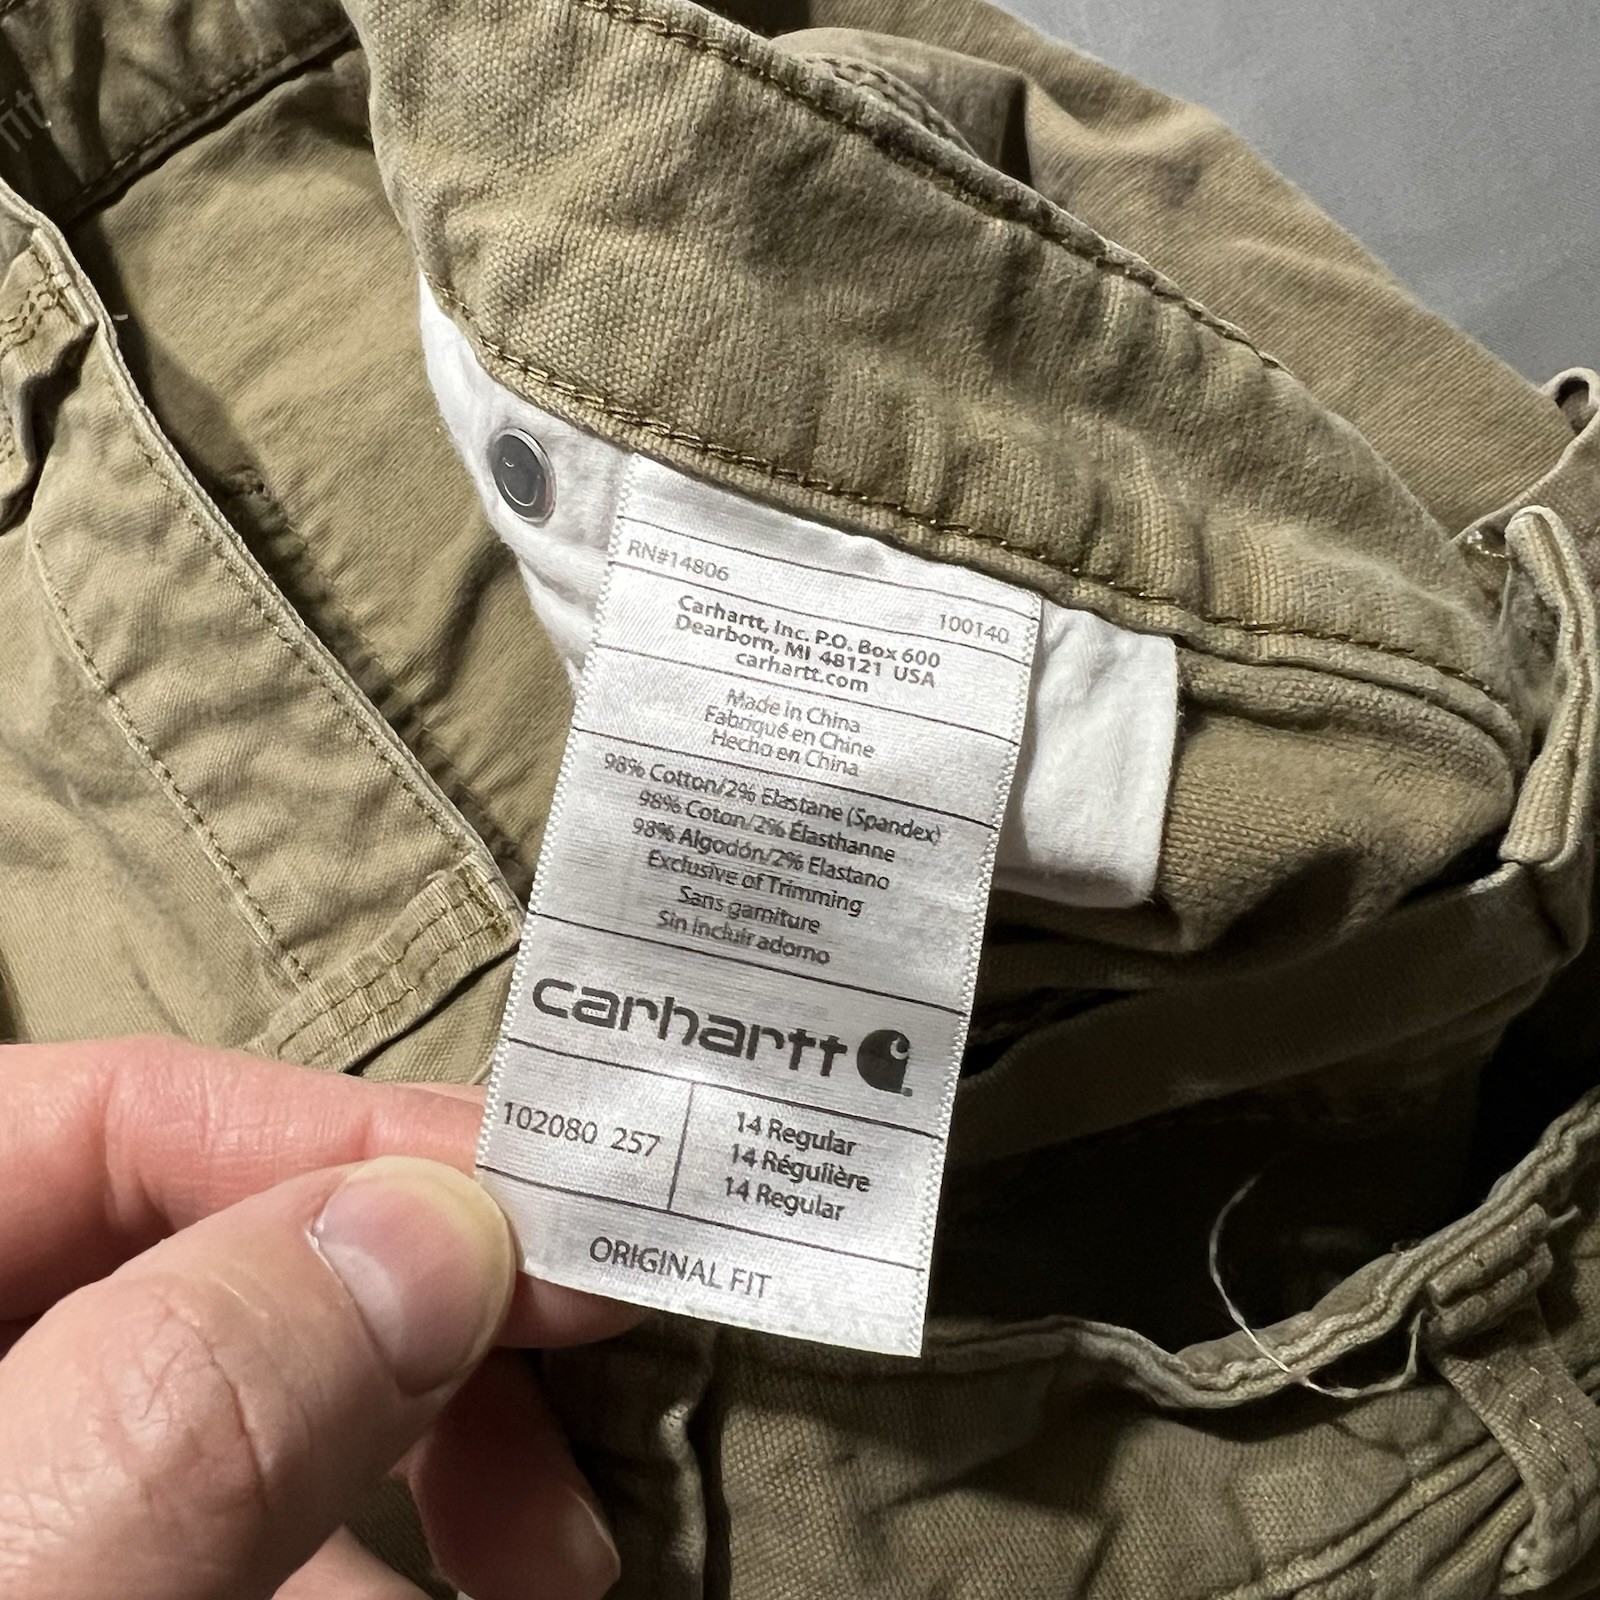 RN#14806
100140
Carhartt, Inc. P.O. Box 600
Dearborn, MI 48121 USA
carhartt.com
Made in China
Fabriqué en Chine
Hecho en China
98% Cotton/2% Elastane (Spandex)
98% Coton/2% Élasthanne
98% Algodón/2% Elastano
Exclusive of Trimming
Sans garniture
Sin incluir adorno
carhartt
102080 257
14 Regular
14 Régulière
14 Regular
ORIGINAL FIT